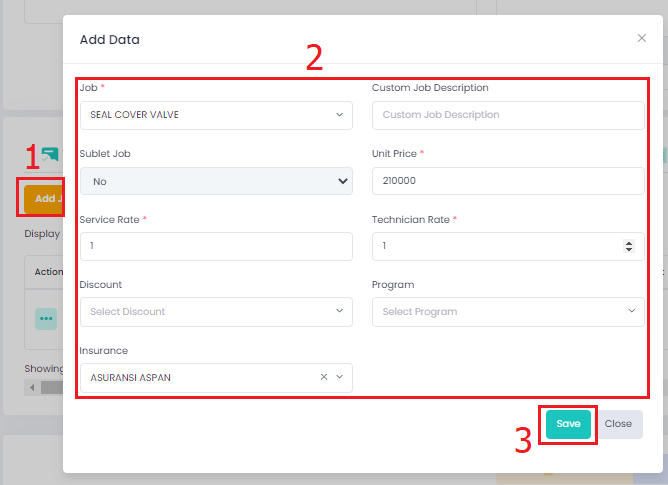 Add Data
×
2
Job *
Custom Job Description
SEAL COVER VALVE
Custom Job Description
Sublet Job
Unit Price *
No
210000
Service Rate *
Technician Rate *
1
1
Discount
Program
Select Discount
Select Program
Insurance
ASURANSI ASPAN
×
3
Save
Close
1
Add
Display
Action
Showing